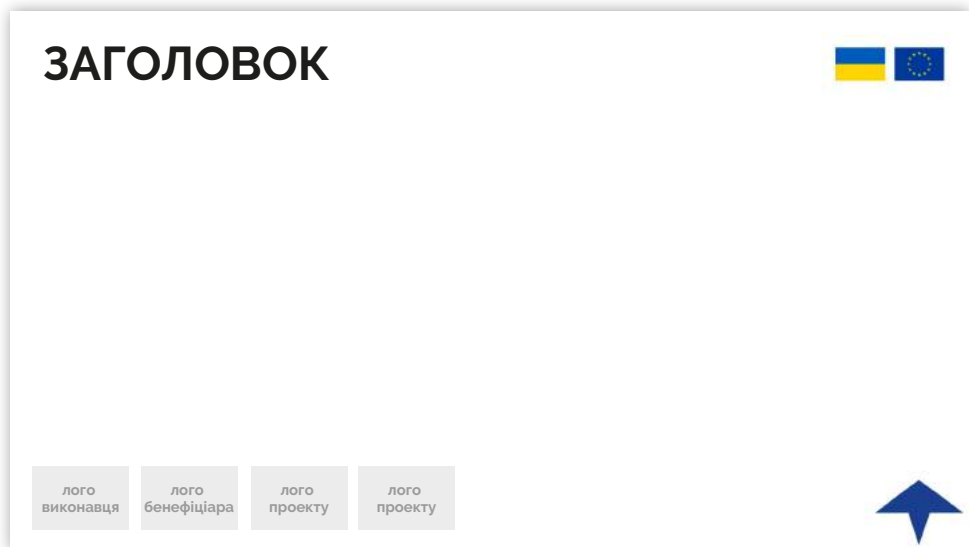 ЗАГОЛОВОК
лого
виконавця
лого
бенефіціара
лого
проекту
лого
проекту